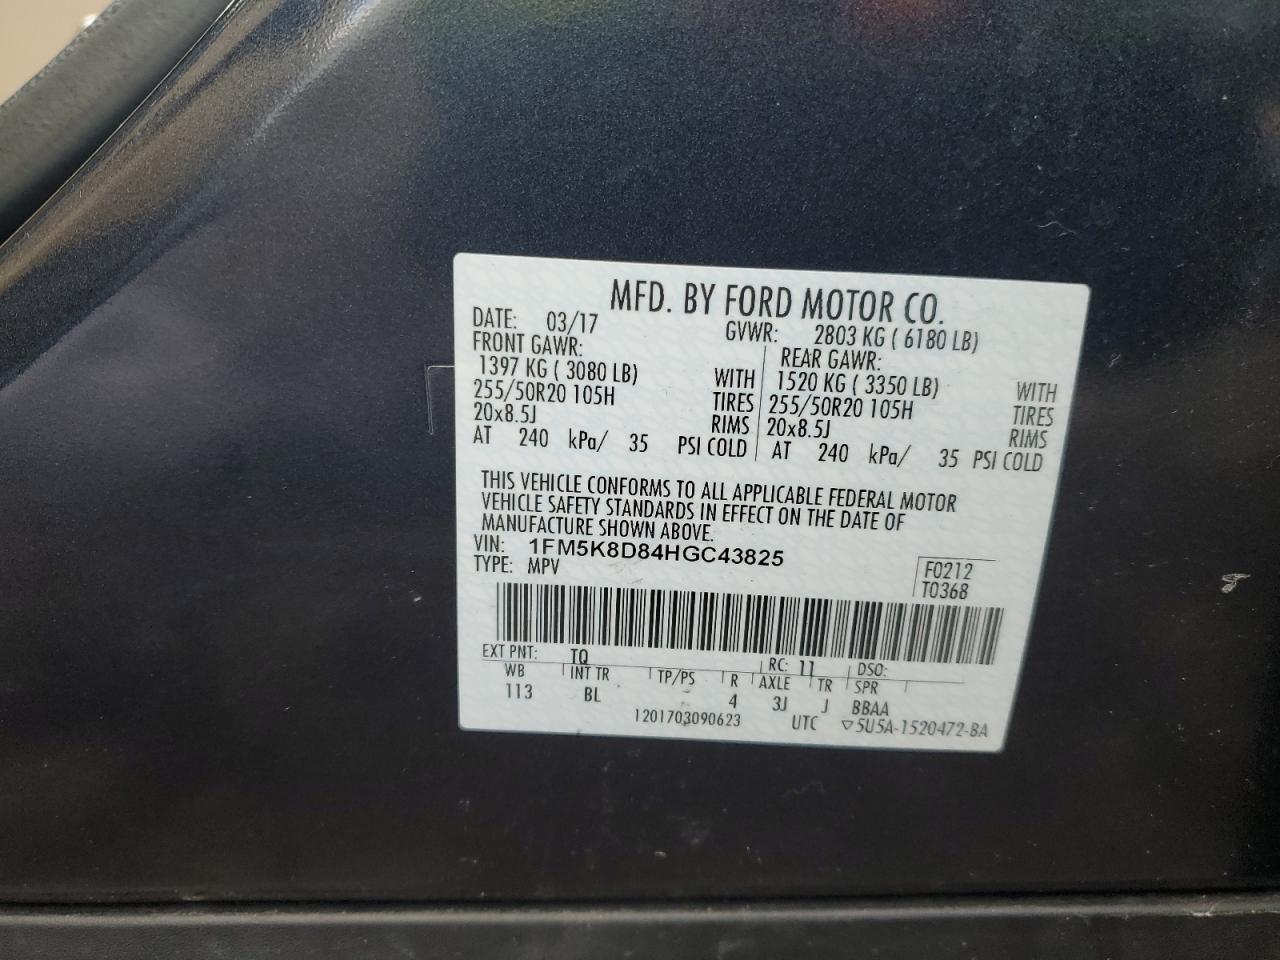 MFD. BY FORD MOTOR CO.
DATE: 03/17 GVWR: 2803 KG ( 6180 LB)
FRONT GAWR: REAR GAWR:
1397 KG ( 3080 LB) WITH 1520 KG ( 3350 LB) WITH
255/50R20 105H TIRES 255/50R20 105H TIRES
20x8.5J RIMS 20x8.5J RIMS
AT 240 kPa/ 35 PSI COLD AT 240 kPa/ 35 PSI COLD
THIS VEHICLE CONFORMS TO ALL APPLICABLE FEDERAL MOTOR
VEHICLE SAFETY STANDARDS IN EFFECT ON THE DATE OF
MANUFACTURE SHOWN ABOVE.
VIN: 1FM5K8D84HGC43825
TYPE: MPV
F0212
T0368
EXT PNT: TQ RC: 11 DSO:
WB INT TR TP/PS R AXLE TR SPR
113 BL 4 3J J BBAA
1201703090623 UTC ▽5U5A-1520472-BA